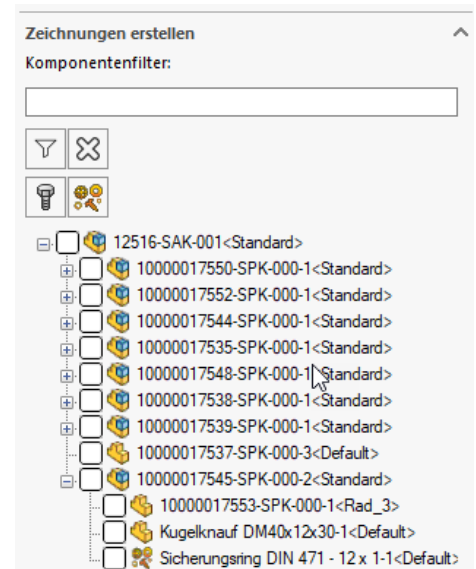 Zeichnungen erstellen
Komponentenfilter:
12516-SAK-001<Standard>
10000017550-SPK-000-1<Standard>
10000017552-SPK-000-1<Standard>
10000017544-SPK-000-1<Standard>
10000017535-SPK-000-1<Standard>
10000017548-SPK-000-1<Standard>
10000017538-SPK-000-1<Standard>
10000017539-SPK-000-1<Standard>
10000017537-SPK-000-3<Default>
10000017545-SPK-000-2<Standard>
10000017553-SPK-000-1<Rad_3>
Kugelknauf DM40x12x30-1<Default>
Sicherungsring DIN 471 - 12 x 1-1<Default>